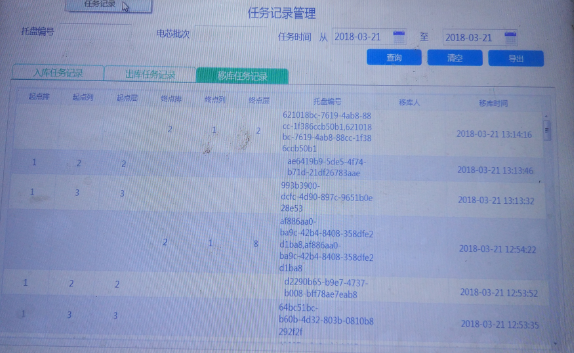 任务记录
任务记录管理
托盘编号 电芯批次 任务时间 从 2018-03-21 至 2018-03-21
查询 清空 导出
入库任务记录 出库任务记录 移库任务记录
起点排 起点列 起点层 终点排 终点列 终点层 托盘编号 移库人 移库时间
621018bc-7619-4ab8-88
cc-1f386ccb50b1,621018
2 1 2 bc-7619-4ab8-88cc-1f38 2018-03-21 13:14:16
6ccb50b1
1 2 2 ae6419b9-5de5-4f74-
b71d-21df26783aae 2018-03-21 13:13:46
993b3900-
1 3 3 dcfc-4d90-897c-9651b0e 2018-03-21 13:13:32
28e53
af886aa0-
ba9c-42b4-8408-358dfe2
2 1 8 d1ba8,af886aa0- 2018-03-21 12:54:22
ba9c-42b4-8408-358dfe2
d1ba8
1 2 2 d2290b65-b9e7-4737-
b008-bff78ae7eab8 2018-03-21 12:53:52
64bc51bc-
1 3 3 b60b-4d32-803b-0810b8 2018-03-21 12:53:35
292f2f